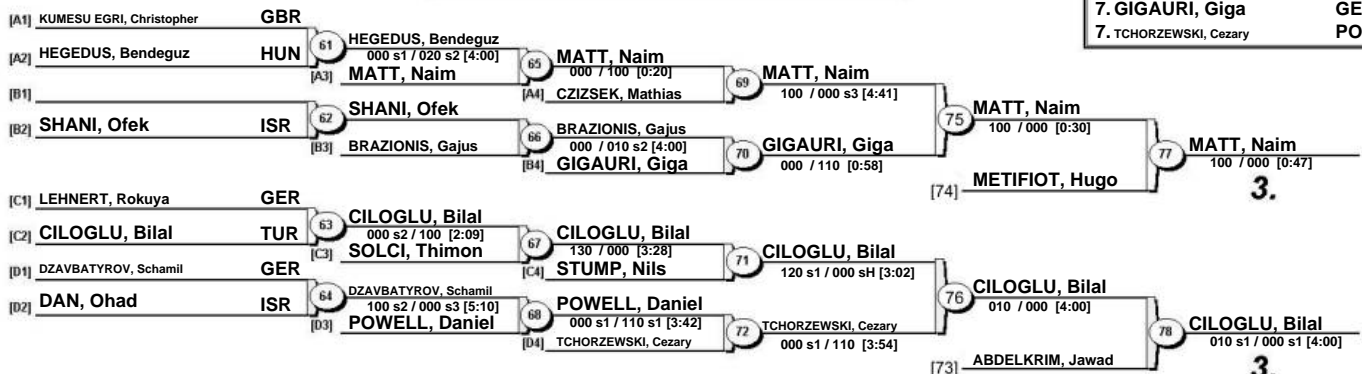 7. GIGAURI, Giga GE
7. TCHORZEWSKI, Cezary PO
[A1] KUMESU EGRI, Christopher GBR
[A2] HEGEDUS, Bendeguz HUN
61
HEGEDUS, Bendeguz
000 s1 / 020 s2 [4:00]
[A3] MATT, Naim
65
MATT, Naim
000 / 100 [0:20]
[A4] CZIZSEK, Mathias
69
MATT, Naim
100 / 000 s3 [4:41]
[B1]
[B2] SHANI, Ofek ISR
62
SHANI, Ofek
[B3] BRAZIONIS, Gajus
66
BRAZIONIS, Gajus
000 / 010 s2 [4:00]
[B4] GIGAURI, Giga
70
GIGAURI, Giga
000 / 110 [0:58]
75
MATT, Naim
100 / 000 [0:30]
[74] METIFIOT, Hugo
77
MATT, Naim
100 / 000 [0:47]
3.
[C1] LEHNERT, Rokuya GER
[C2] CILOGLU, Bilal TUR
63
CILOGLU, Bilal
000 s2 / 100 [2:09]
[C3] SOLCI, Thimon
67
CILOGLU, Bilal
130 / 000 [3:28]
[C4] STUMP, Nils
71
CILOGLU, Bilal
120 s1 / 000 sH [3:02]
[D1] DZAVBATYROV, Schamil GER
[D2] DAN, Ohad ISR
64
DZAVBATYROV, Schamil
100 s2 / 000 s3 [5:10]
[D3] POWELL, Daniel
68
POWELL, Daniel
000 s1 / 110 s1 [3:42]
[D4] TCHORZEWSKI, Cezary
72
TCHORZEWSKI, Cezary
000 s1 / 110 [3:54]
76
CILOGLU, Bilal
010 / 000 [4:00]
[73] ABDELKRIM, Jawad
78
CILOGLU, Bilal
010 s1 / 000 s1 [4:00]
3.